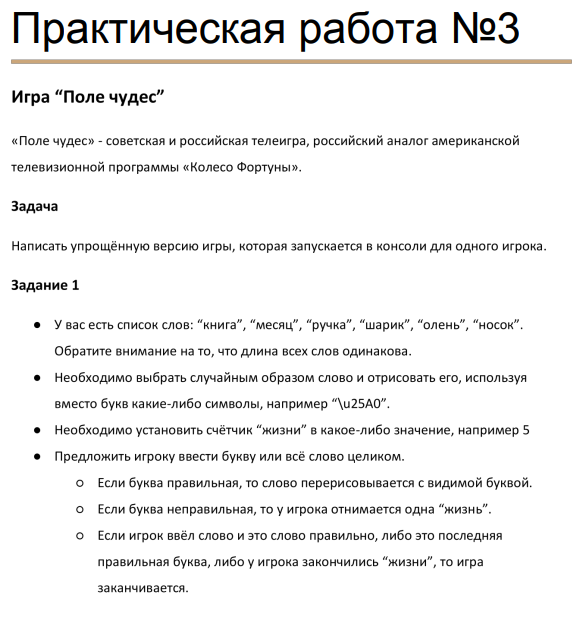 Практическая работа №3
Игра “Поле чудес”
«Поле чудес» - советская и российская телеигра, российский аналог американской
телевизионной программы «Колесо Фортуны».
Задача
Написать упрощённую версию игры, которая запускается в консоли для одного игрока.
Задание 1
● У вас есть список слов: “книга”, “месяц”, “ручка”, “шарик”, “олень”, “носок”.
Обратите внимание на то, что длина всех слов одинакова.
● Необходимо выбрать случайным образом слово и отрисовать его, используя
вместо букв какие-либо символы, например “\u25A0”.
● Необходимо установить счётчик “жизни” в какое-либо значение, например 5
● Предложить игроку ввести букву или всё слово целиком.
○ Если буква правильная, то слово перерисовывается с видимой буквой.
○ Если буква неправильная, то у игрока отнимается одна “жизнь”.
○ Если игрок ввёл слово и это слово правильно, либо это последняя
правильная буква, либо у игрока закончились “жизни”, то игра
заканчивается.